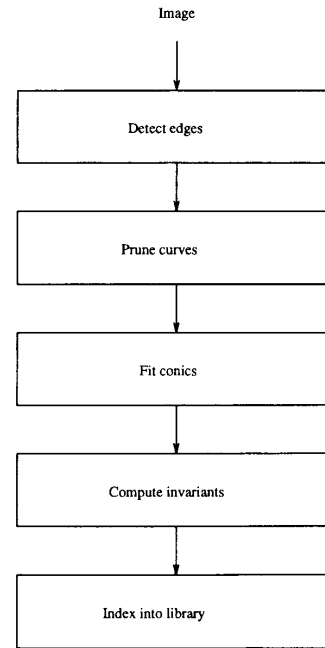 Image
Detect edges
Prune curves
Fit conics
Compute invariants
Index into library